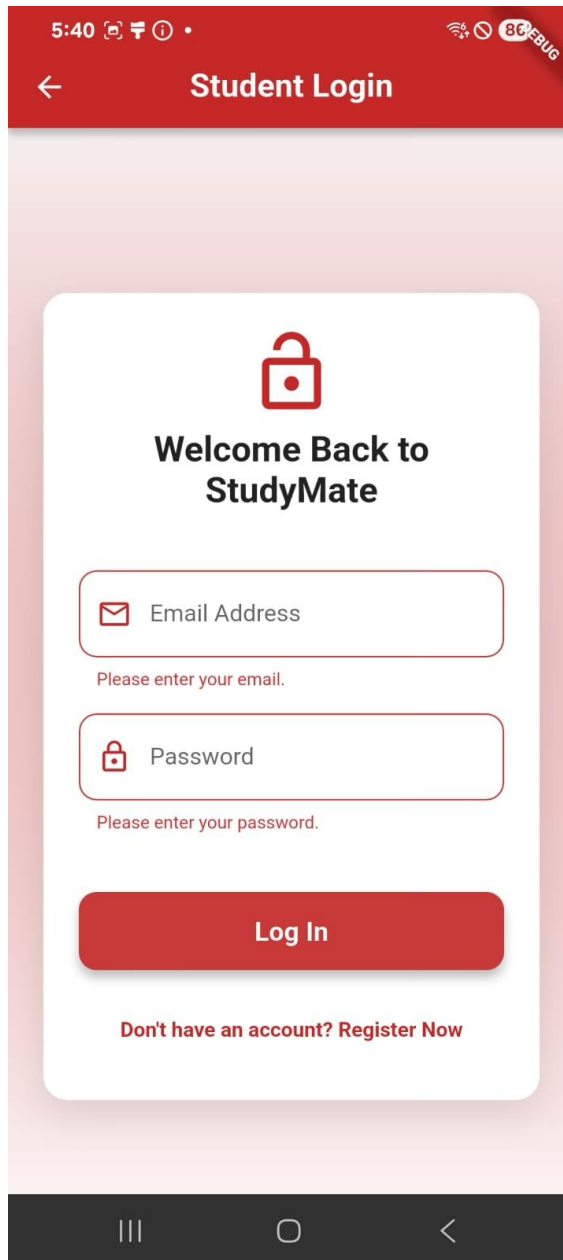 5:40
86
DEBUG
Student Login
Welcome Back to
StudyMate
Email Address
Please enter your email.
Password
Please enter your password.
Log In
Don't have an account? Register Now